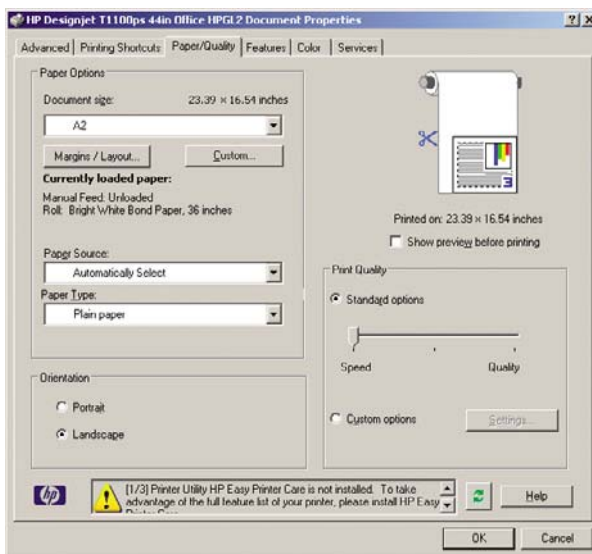 HP Designjet T1100ps 44in Office HPGL2 Document Properties
Advanced
Printing Shortcuts
Paper/Quality
Features
Color
Services
Paper Options
Document size:
23.39 × 16.54 inches
A2
Margins / Layout...
Custom...
Currently loaded paper:
Manual Feed: Unloaded
Roll: Bright White Bond Paper, 36 inches
Paper Source:
Automatically Select
Paper Type:
Plain paper
Orientation
Portrait
Landscape
3
Printed on: 23.39 × 16.54 inches
Show preview before printing
Print Quality
Standard options
Speed
Quality
Custom options
Settings...
hp
[1/3] Printer Utility HP Easy Printer Care is not installed. To take
advantage of the full feature list of your printer, please install HP Easy
Printer Care
Help
OK
Cancel